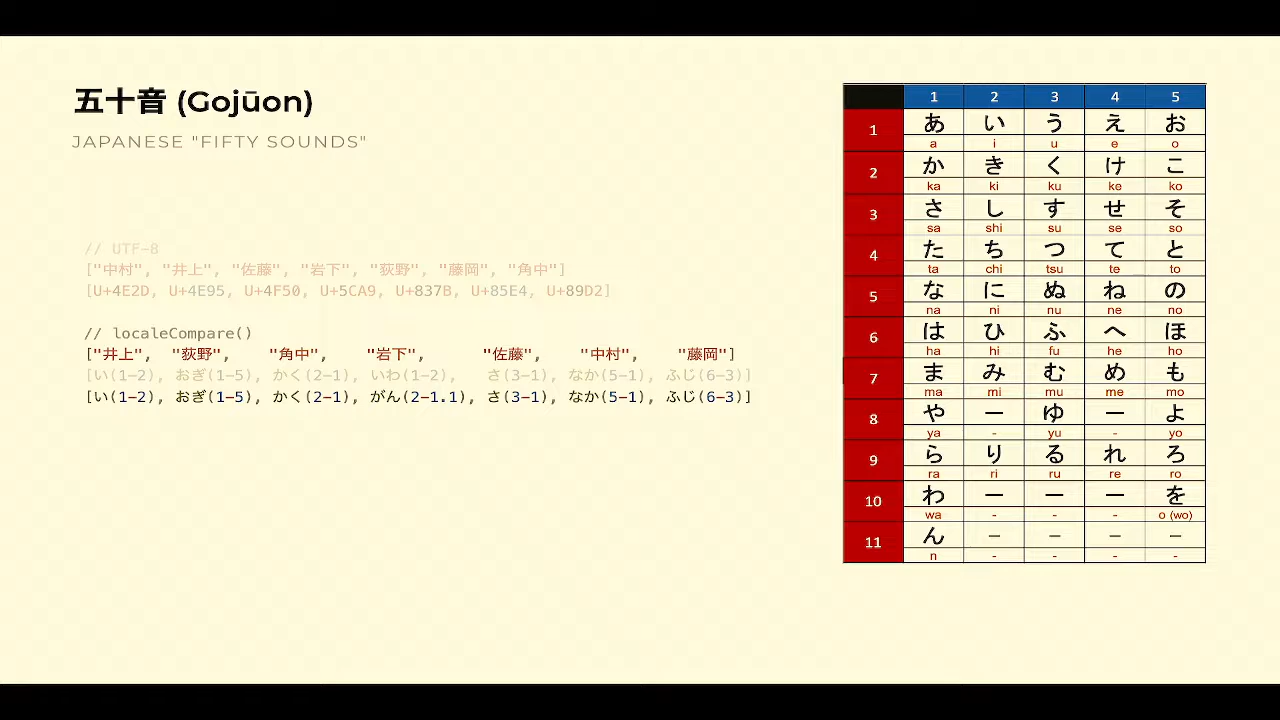 五十音 (Gojūon)
JAPANESE "FIFTY SOUNDS"
// UTF-8
["中村", "井上", "佐藤", "岩下", "荻野", "藤岡", "角中"]
[U+4E2D, U+4E95, U+4F50, U+5CA9, U+837B, U+85E4, U+89D2]
// localeCompare()
["井上", "荻野", "角中", "岩下", "佐藤", "中村", "藤岡"]
[い(1-2), おぎ(1-5), かく(2-1), いわ(1-2), さ(3-1), なか(5-1), ふじ(6-3)]
[い(1-2), おぎ(1-5), かく(2-1), がん(2-1.1), さ(3-1), なか(5-1), ふじ(6-3)]
1 2 3 4 5
1 あ い う え お
a i u e o
2 か き く け こ
ka ki ku ke ko
3 さ し す せ そ
sa shi su se so
4 た ち つ て と
ta chi tsu te to
5 な に ぬ ね の
na ni nu ne no
6 は ひ ふ へ ほ
ha hi fu he ho
7 ま み む め も
ma mi mu me mo
8 や — ゆ — よ
ya - yu - yo
9 ら り る れ ろ
ra ri ru re ro
10 わ — — — を
wa - - - o (wo)
11 ん — — — —
n - - - -